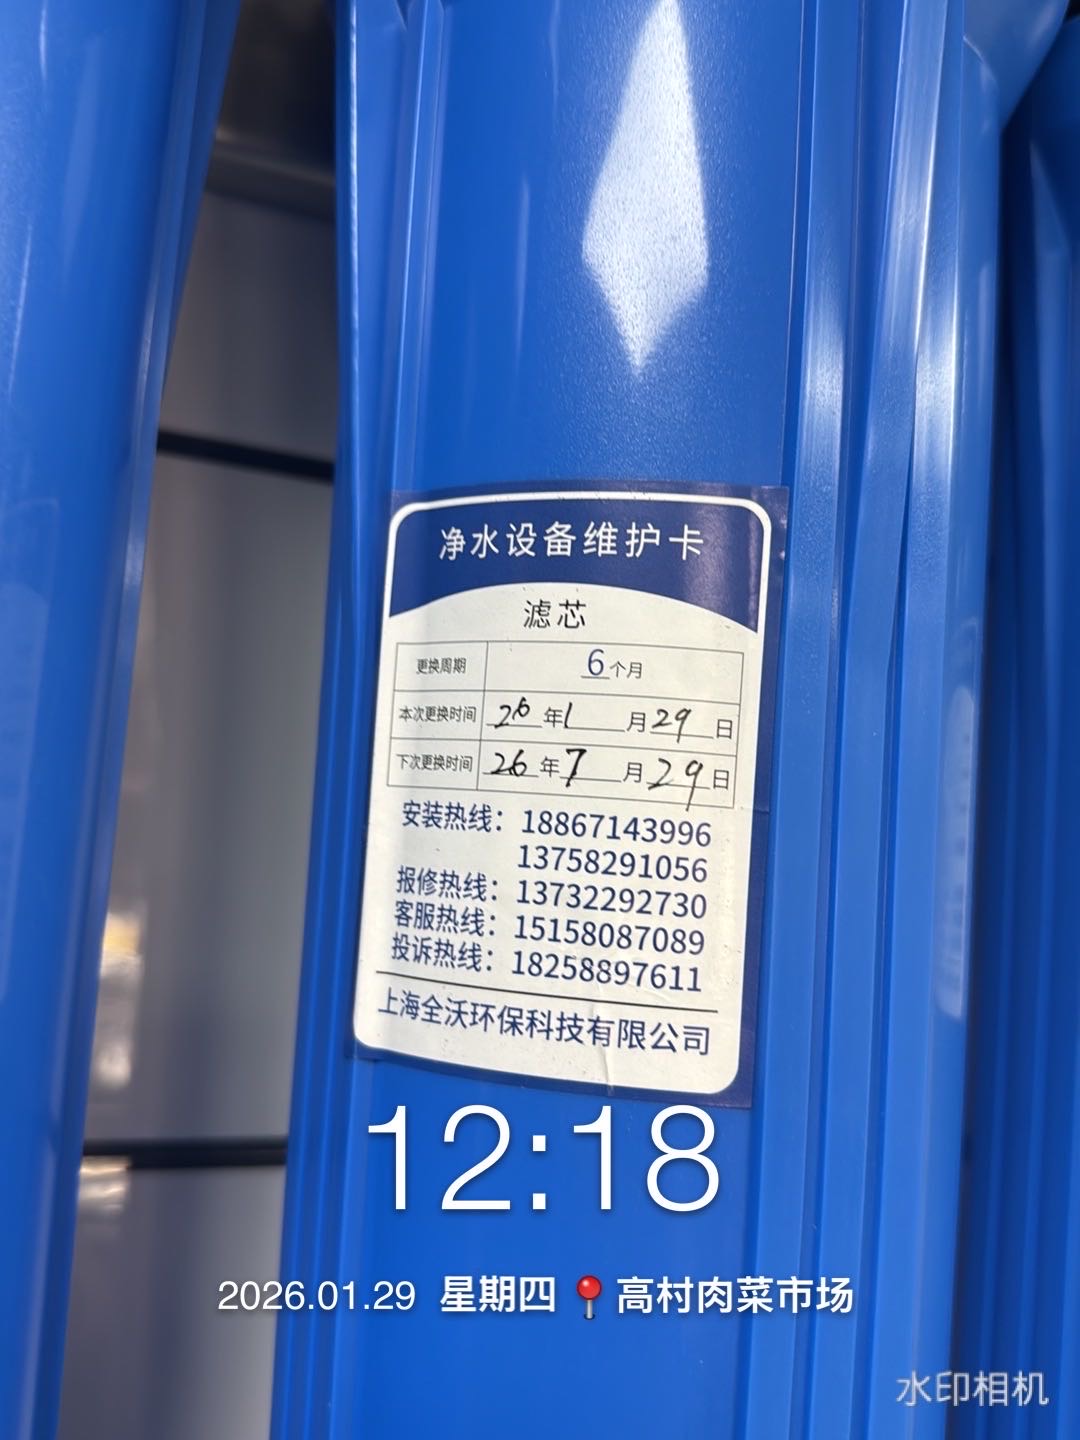 净水设备维护卡
滤芯
更换周期 6个月
本次更换时间 26年1月29日
下次更换时间 26年7月29日
安装热线：18867143996
13758291056
报修热线：13732292730
客服热线：15158087089
投诉热线：18258897611
上海全沃环保科技有限公司
12:18
2026.01.29 星期四 📍高村肉菜市场
水印相机